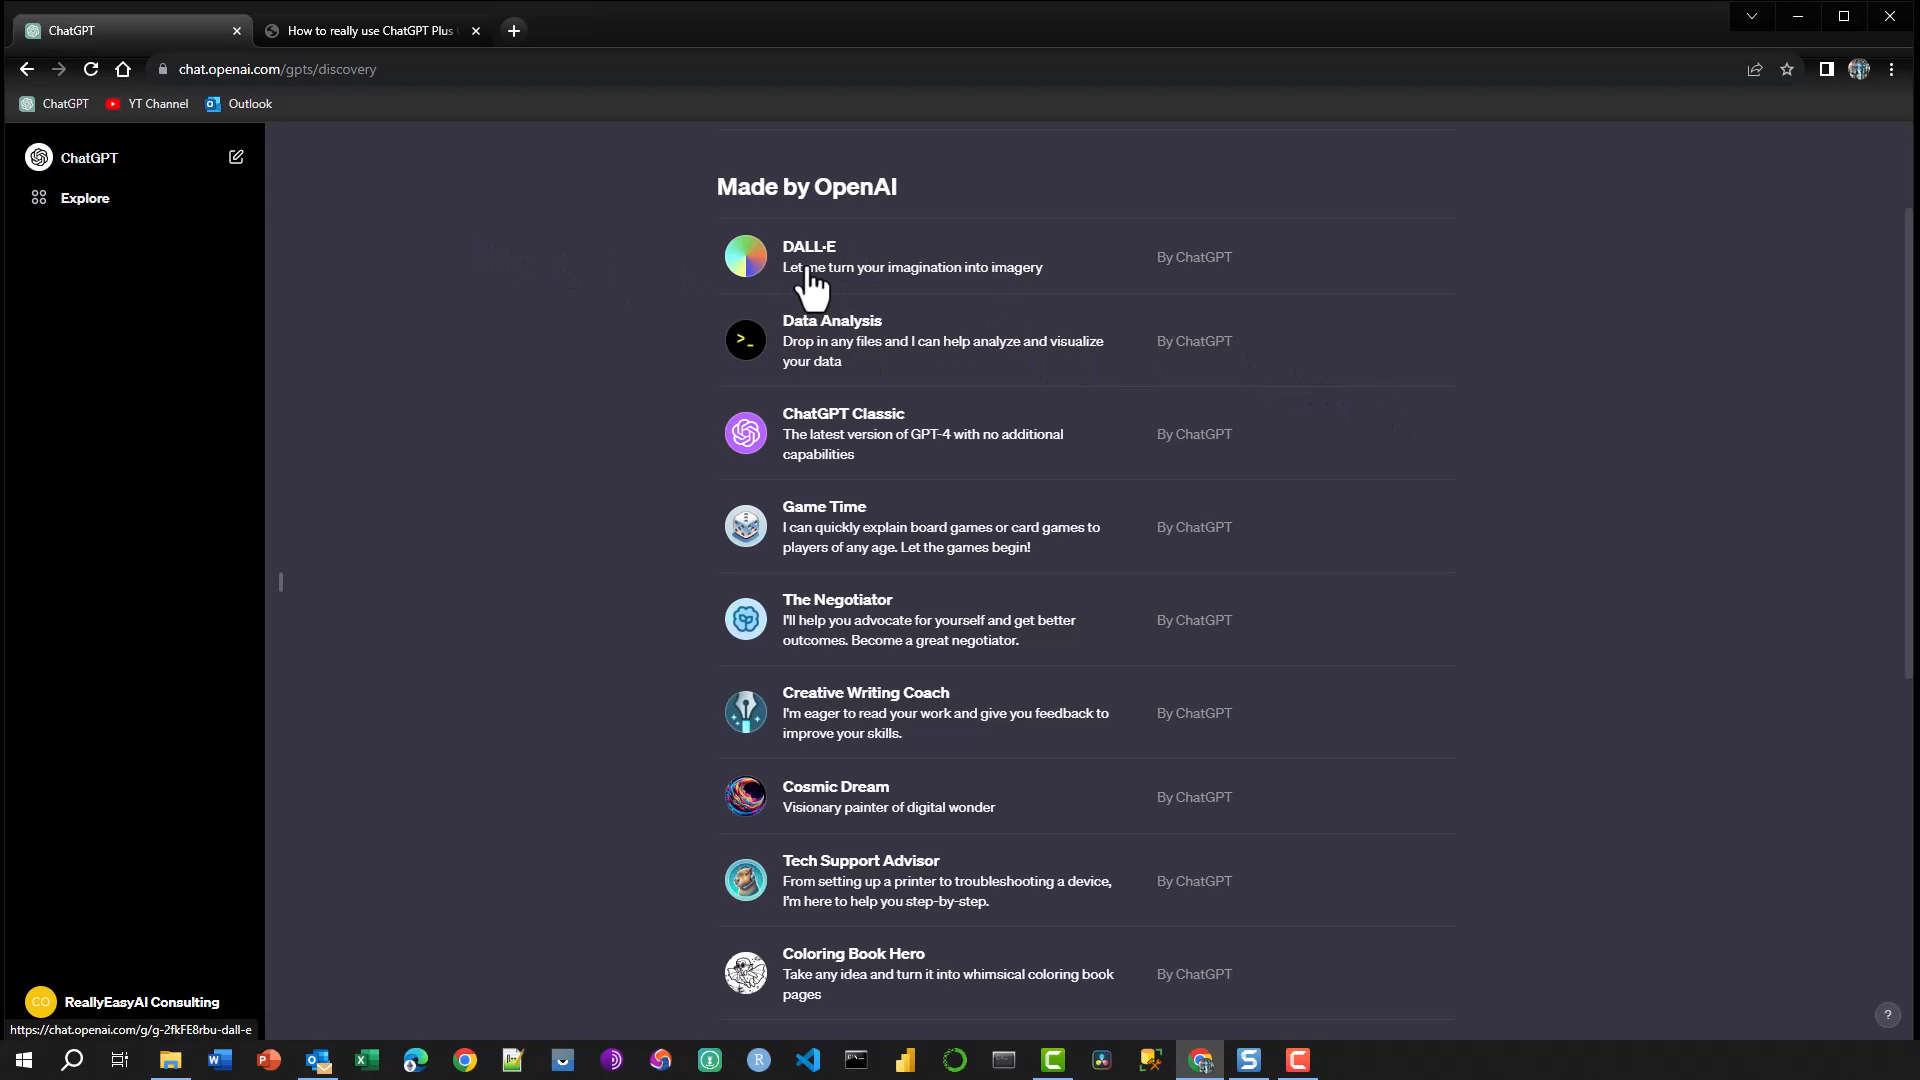 ChatGPT
How to really use ChatGPT Plus
chat.openai.com/gpts/discovery
ChatGPT
YT Channel
Outlook
ChatGPT
Explore
Made by OpenAI
DALL·E
Let me turn your imagination into imagery
By ChatGPT
Data Analysis
Drop in any files and I can help analyze and visualize
your data
By ChatGPT
ChatGPT Classic
The latest version of GPT-4 with no additional
capabilities
By ChatGPT
Game Time
I can quickly explain board games or card games to
players of any age. Let the games begin!
By ChatGPT
The Negotiator
I'll help you advocate for yourself and get better
outcomes. Become a great negotiator.
By ChatGPT
Creative Writing Coach
I'm eager to read your work and give you feedback to
improve your skills.
By ChatGPT
Cosmic Dream
Visionary painter of digital wonder
By ChatGPT
Tech Support Advisor
From setting up a printer to troubleshooting a device,
I'm here to help you step-by-step.
By ChatGPT
Coloring Book Hero
Take any idea and turn it into whimsical coloring book
pages
By ChatGPT
CO
ReallyEasyAI Consulting
https://chat.openai.com/g/g-2fkFE8rbu-dall-e
?